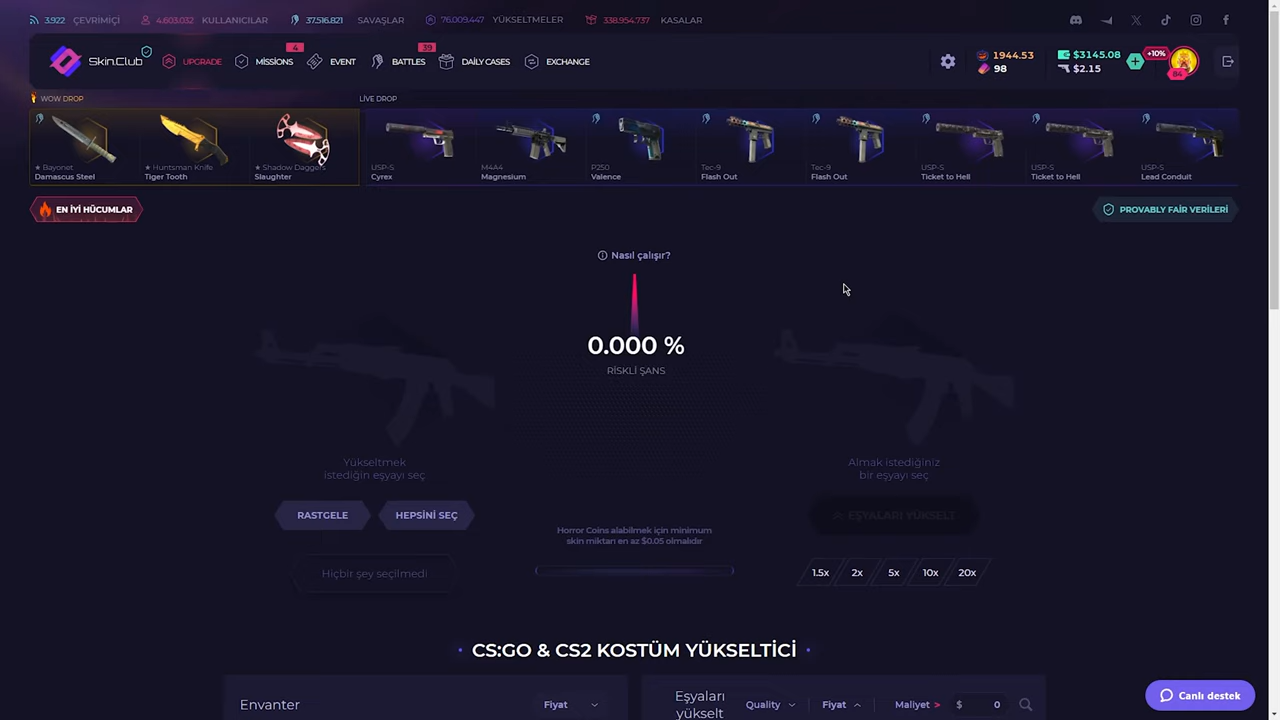 3.922 ÇEVRİMİÇİ 4.603.032 KULLANICILAR 37.516.821 SAVAŞLAR 76.009.447 YÜKSELTMELER 338.954.737 KASALAR
Skin.Club UPGRADE 4 MISSIONS EVENT 39 BATTLES DAILY CASES EXCHANGE
1944.53 $3145.08 +10%
98 $2.15 84
WOW DROP LİVE DROP
★ Bayonet ★ Huntsman Knife ★ Shadow Daggers USP-S M4A4 P250 Tec-9 Tec-9 USP-S USP-S USP-S
Damascus Steel Tiger Tooth Slaughter Cyrex Magnesium Valence Flash Out Flash Out Ticket to Hell Ticket to Hell Lead Conduit
EN İYİ HÜCUMLAR PROVABLY FAİR VERİLERİ
Nasıl çalışır?
0.000 %
RİSKLİ ŞANS
Yükseltmek
istediğin eşyayı seç
Almak istediğiniz
bir eşyayı seç
RASTGELE HEPSİNİ SEÇ
EŞYALARI YÜKSELT
Horror Coins alabilmek için minimum
skin miktarı en az $0.05 olmalıdır
Hiçbir şey seçilmedi
1.5x 2x 5x 10x 20x
CS:GO & CS2 KOSTÜM YÜKSELTİCİ
Envanter Fiyat
Eşyaları
yükselt
Quality Fiyat Maliyet > $ 0
Canlı destek